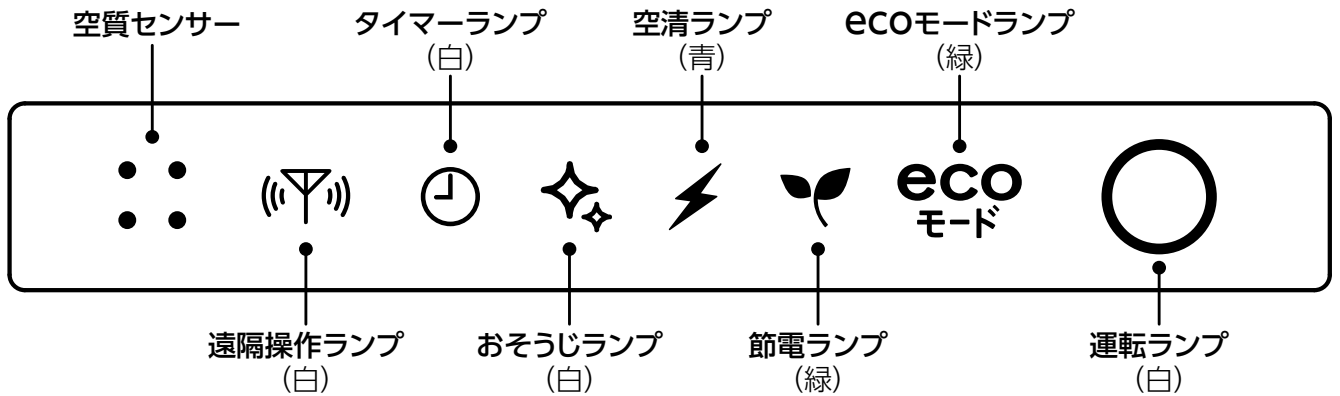 空質センサー
タイマーランプ
（白）
空清ランプ
（青）
ecoモードランプ
（緑）
eco
モード
遠隔操作ランプ
（白）
おそうじランプ
（白）
節電ランプ
（緑）
運転ランプ
（白）